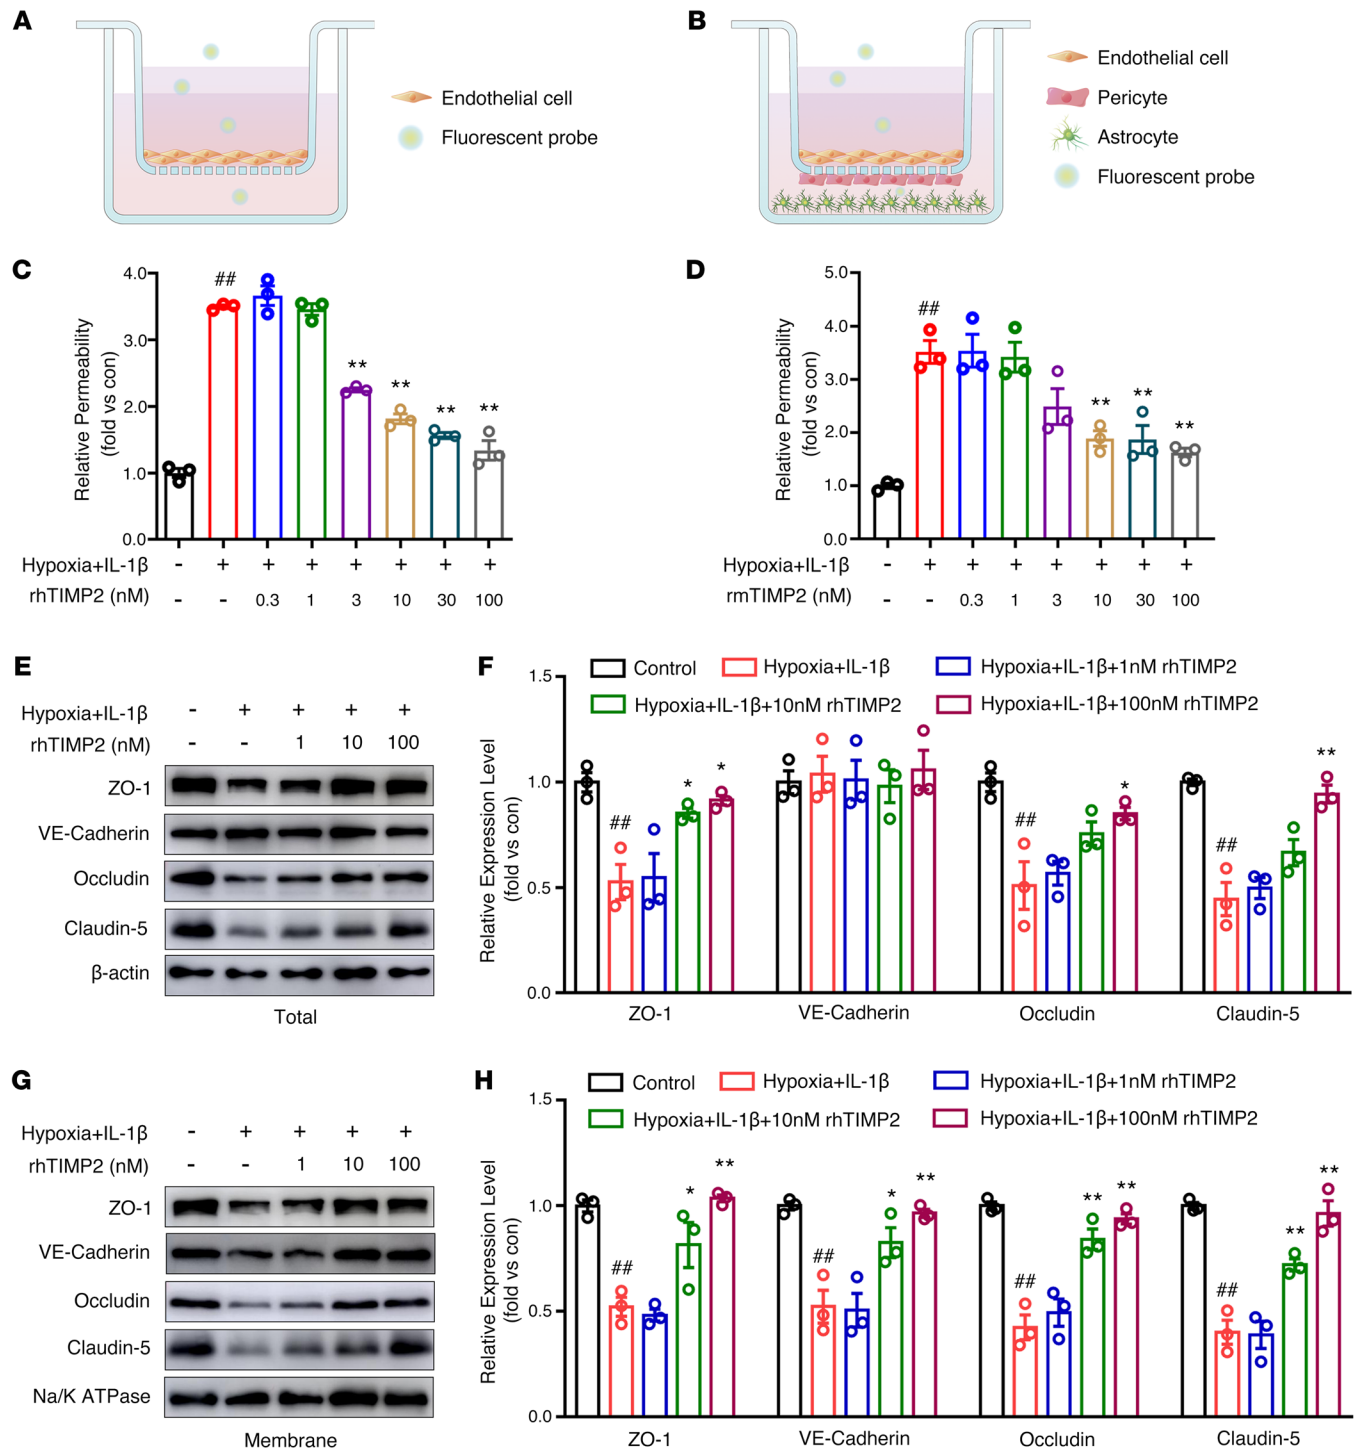 A
Endothelial cell
Fluorescent probe
B
Endothelial cell
Pericyte
Astrocyte
Fluorescent probe
C
Relative Permeability
(fold vs con)
4.0
3.0
2.0
1.0
0.0
##
**
**
**
**
Hypoxia+IL-1β - + + + + + + +
rhTIMP2 (nM) - - 0.3 1 3 10 30 100
D
Relative Permeability
(fold vs con)
5.0
4.0
3.0
2.0
1.0
0.0
##
**
**
**
Hypoxia+IL-1β - + + + + + + +
rmTIMP2 (nM) - - 0.3 1 3 10 30 100
E
Hypoxia+IL-1β - + + + +
rhTIMP2 (nM) - - 1 10 100
ZO-1
VE-Cadherin
Occludin
Claudin-5
β-actin
Total
F
Control
Hypoxia+IL-1β
Hypoxia+IL-1β+1nM rhTIMP2
Hypoxia+IL-1β+10nM rhTIMP2
Hypoxia+IL-1β+100nM rhTIMP2
Relative Expression Level
(fold vs con)
1.5
1.0
0.5
0.0
##
*
*
##
*
##
**
ZO-1
VE-Cadherin
Occludin
Claudin-5
G
Hypoxia+IL-1β - + + + +
rhTIMP2 (nM) - - 1 10 100
ZO-1
VE-Cadherin
Occludin
Claudin-5
Na/K ATPase
Membrane
H
Control
Hypoxia+IL-1β
Hypoxia+IL-1β+1nM rhTIMP2
Hypoxia+IL-1β+10nM rhTIMP2
Hypoxia+IL-1β+100nM rhTIMP2
Relative Expression Level
(fold vs con)
1.5
1.0
0.5
0.0
##
*
**
##
*
**
##
**
**
##
**
**
ZO-1
VE-Cadherin
Occludin
Claudin-5